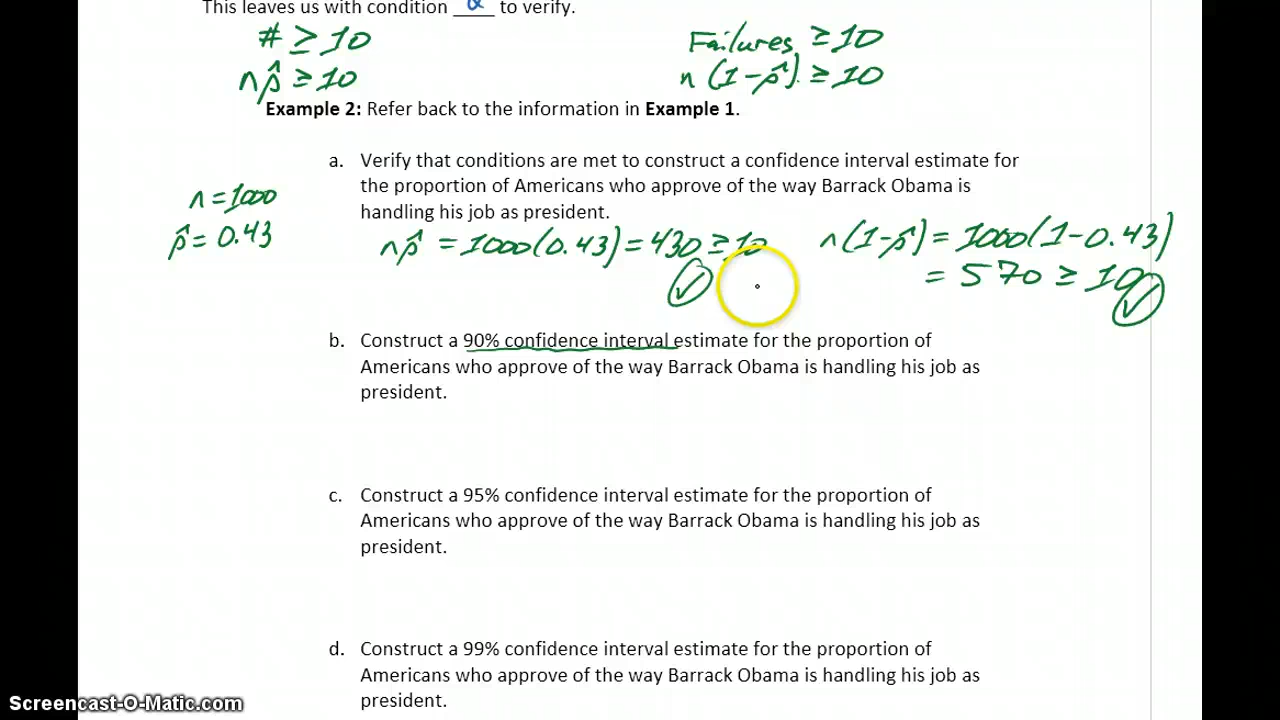 This leaves us with condition a to verify.
# ≥ 10 Failures ≥ 10
n p̂ ≥ 10 n (1 - p̂) ≥ 10
Example 2: Refer back to the information in Example 1.
a. Verify that conditions are met to construct a confidence interval estimate for
n = 1000 the proportion of Americans who approve of the way Barrack Obama is
handling his job as president.
p̂ = 0.43 n p̂ = 1000(0.43) = 430 ≥ 10 ✓ n(1 - p̂) = 1000(1 - 0.43)
= 570 ≥ 10 ✓
b. Construct a 90% confidence interval estimate for the proportion of
Americans who approve of the way Barrack Obama is handling his job as
president.
c. Construct a 95% confidence interval estimate for the proportion of
Americans who approve of the way Barrack Obama is handling his job as
president.
d. Construct a 99% confidence interval estimate for the proportion of
Americans who approve of the way Barrack Obama is handling his job as
president.
Screencast-O-Matic.com